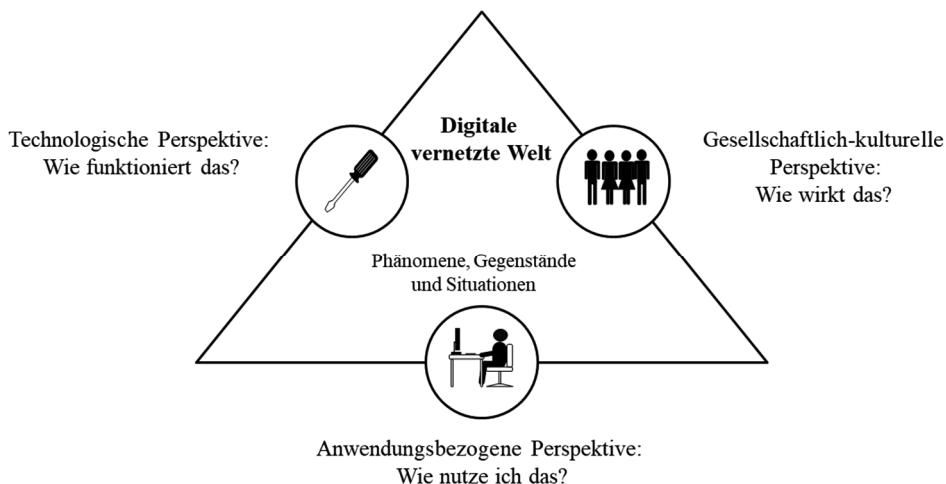 Digitale
vernetzte Welt
Technologische Perspektive:
Wie funktioniert das?
Gesellschaftlich-kulturelle
Perspektive:
Wie wirkt das?
Phänomene, Gegenstände
und Situationen
Anwendungsbezogene Perspektive:
Wie nutze ich das?